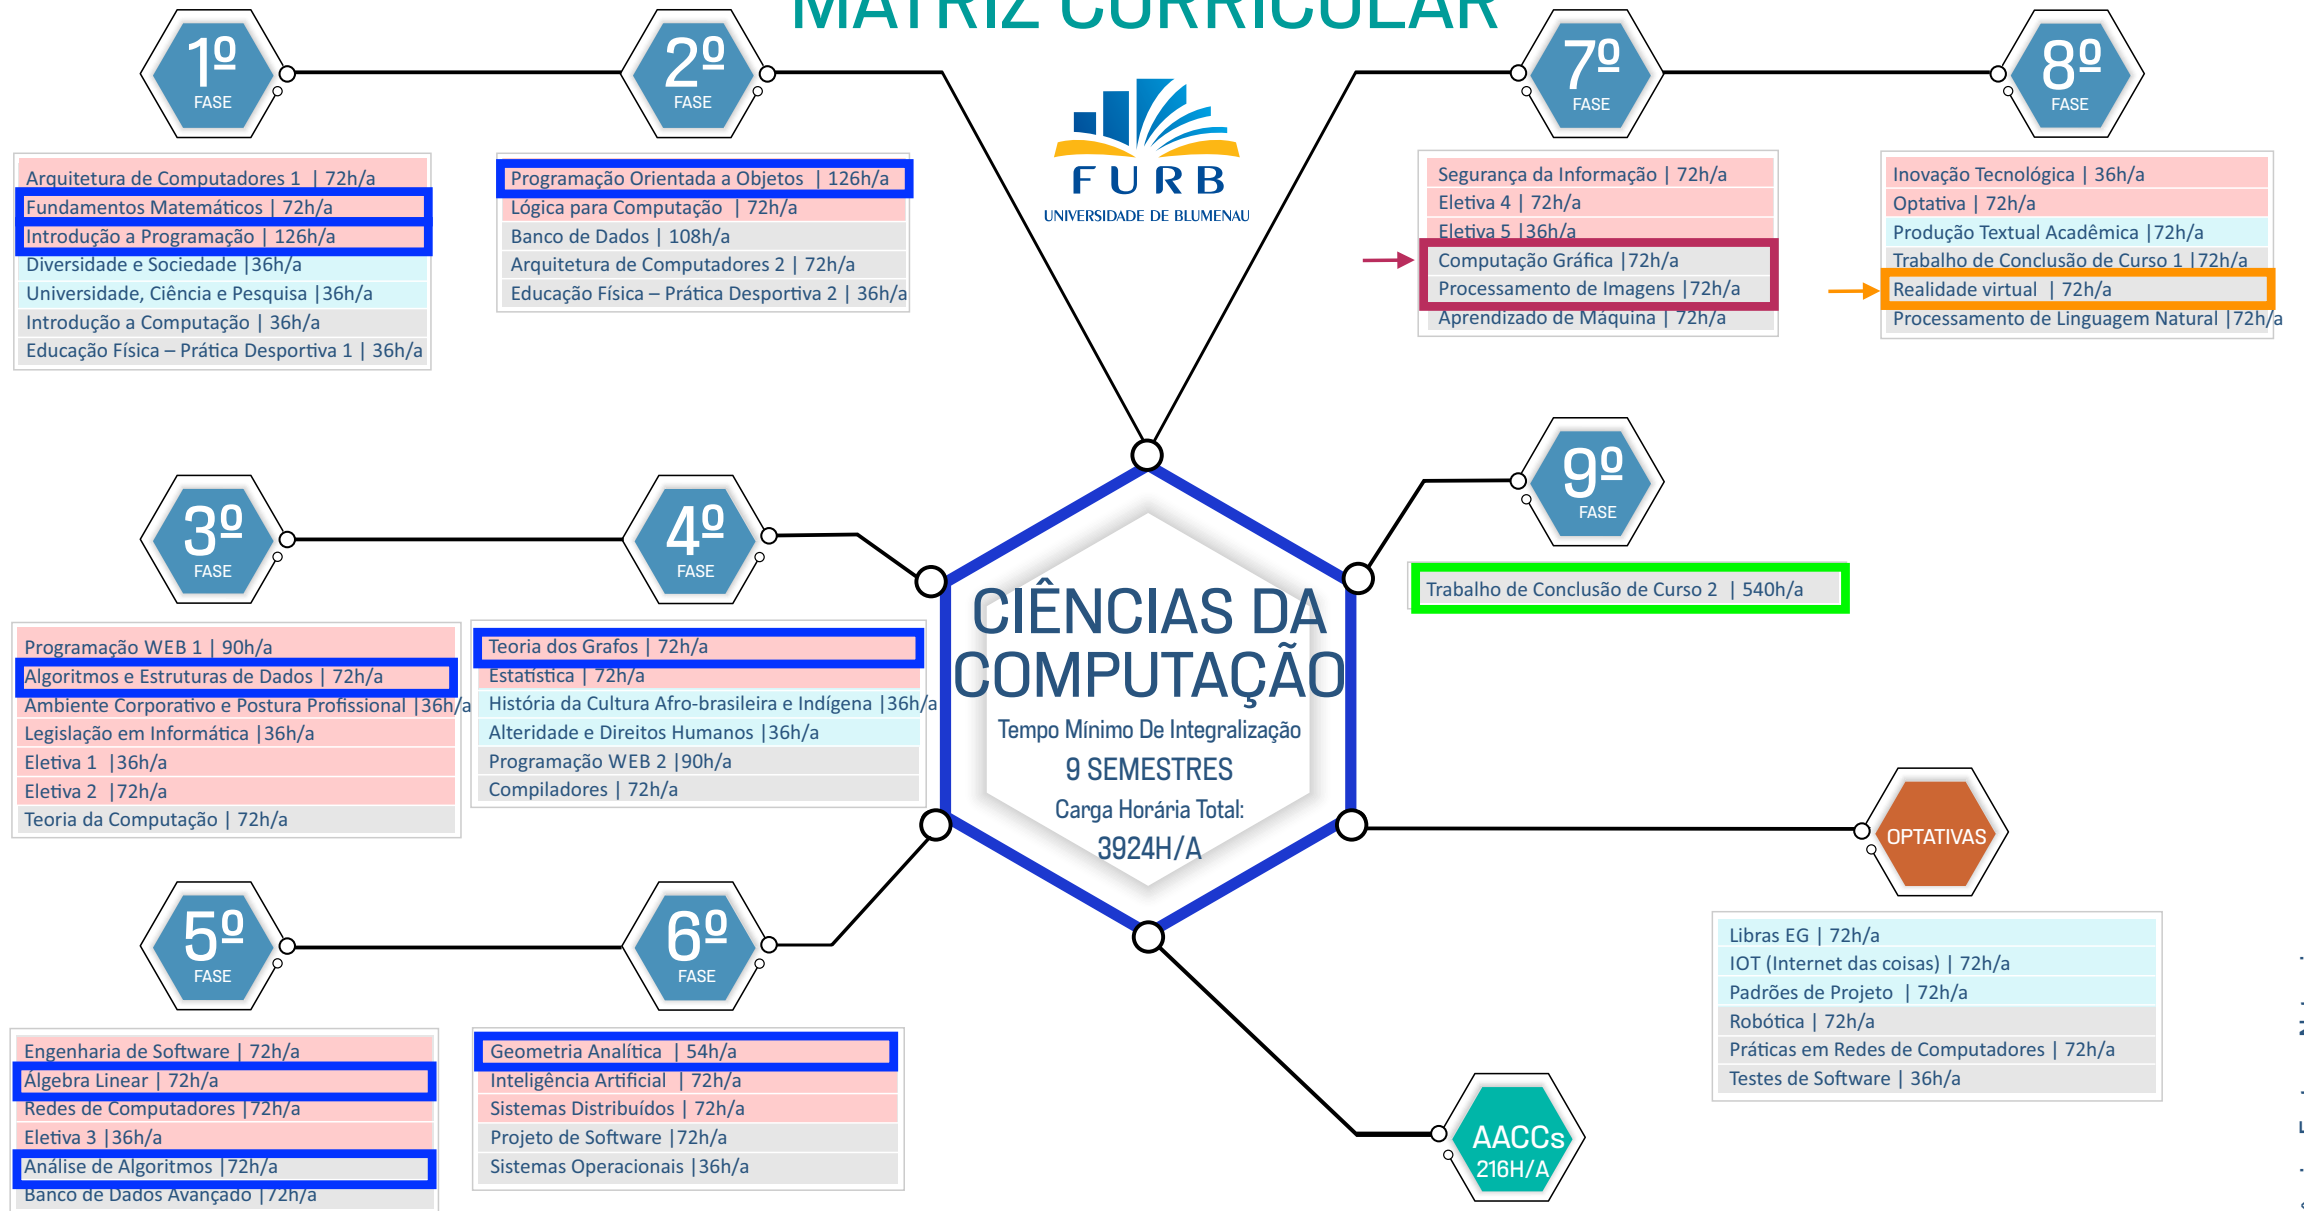 MATRIZ CURRICULAR
1º
FASE
Arquitetura de Computadores 1 | 72h/a
Fundamentos Matemáticos | 72h/a
Introdução a Programação | 126h/a
Diversidade e Sociedade |36h/a
Universidade, Ciência e Pesquisa |36h/a
Introdução a Computação | 36h/a
Educação Física – Prática Desportiva 1 | 36h/a
2º
FASE
Programação Orientada a Objetos | 126h/a
Lógica para Computação | 72h/a
Banco de Dados | 108h/a
Arquitetura de Computadores 2 | 72h/a
Educação Física – Prática Desportiva 2 | 36h/a
FURB
UNIVERSIDADE DE BLUMENAU
7º
FASE
Segurança da Informação | 72h/a
Eletiva 4 | 72h/a
Eletiva 5 |36h/a
Computação Gráfica |72h/a
Processamento de Imagens |72h/a
Aprendizado de Máquina | 72h/a
8º
FASE
Inovação Tecnológica | 36h/a
Optativa | 72h/a
Produção Textual Acadêmica |72h/a
Trabalho de Conclusão de Curso 1 |72h/a
Realidade virtual | 72h/a
Processamento de Linguagem Natural |72h/a
3º
FASE
Programação WEB 1 | 90h/a
Algoritmos e Estruturas de Dados | 72h/a
Ambiente Corporativo e Postura Profissional |36h/a
Legislação em Informática |36h/a
Eletiva 1 |36h/a
Eletiva 2 |72h/a
Teoria da Computação | 72h/a
4º
FASE
Teoria dos Grafos | 72h/a
Estatística | 72h/a
História da Cultura Afro-brasileira e Indígena |36h/a
Alteridade e Direitos Humanos |36h/a
Programação WEB 2 |90h/a
Compiladores | 72h/a
CIÊNCIAS DA
COMPUTAÇÃO
Tempo Mínimo De Integralização
9 SEMESTRES
Carga Horária Total:
3924H/A
9º
FASE
Trabalho de Conclusão de Curso 2 | 540h/a
5º
FASE
Engenharia de Software | 72h/a
Álgebra Linear | 72h/a
Redes de Computadores |72h/a
Eletiva 3 |36h/a
Análise de Algoritmos |72h/a
Banco de Dados Avançado |72h/a
6º
FASE
Geometria Analítica | 54h/a
Inteligência Artificial | 72h/a
Sistemas Distribuídos | 72h/a
Projeto de Software |72h/a
Sistemas Operacionais |36h/a
OPTATIVAS
Libras EG | 72h/a
IOT (Internet das coisas) | 72h/a
Padrões de Projeto | 72h/a
Robótica | 72h/a
Práticas em Redes de Computadores | 72h/a
Testes de Software | 36h/a
AACCs
216H/A